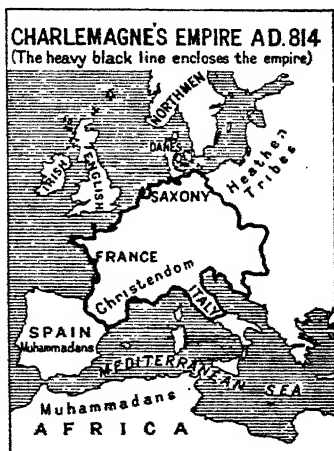 CHARLEMAGNE'S EMPIRE A.D. 814
(The heavy black line encloses the empire)
NORTHMEN
DANES
Heathen
Tribes
IRISH
ENGLISH
SAXONY
FRANCE
Christendom
ITALY
SPAIN
Muhammadans
MEDITERRANEAN SEA
Muhammadans
AFRICA